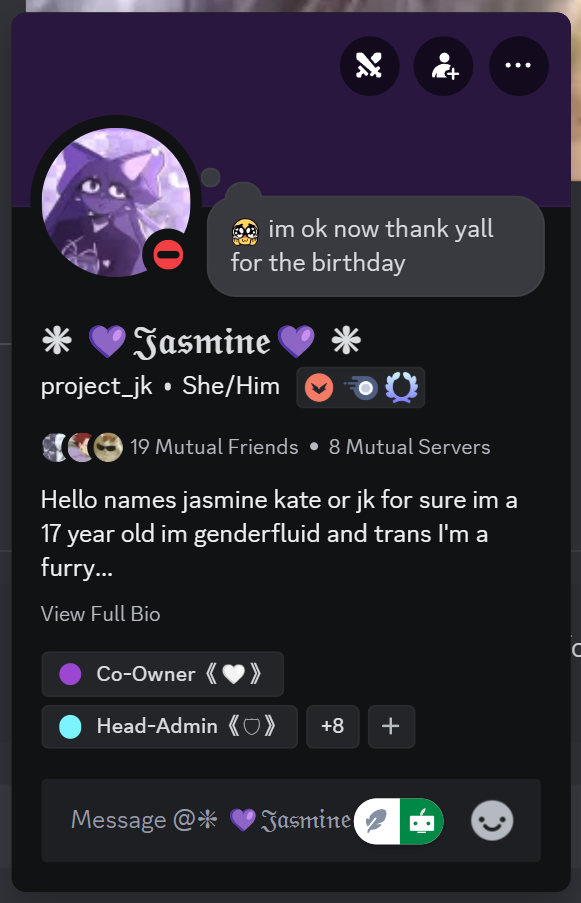 im ok now thank yall
for the birthday
❋ 💜𝕵𝖆𝖘𝖒𝖎𝖓𝖊💜 ❋
project_jk • She/Him
19 Mutual Friends • 8 Mutual Servers
Hello names jasmine kate or jk for sure im a
17 year old im genderfluid and trans I'm a
furry...
View Full Bio
Co-Owner 《🤍》
Head-Admin 《🛡》 +8 +
Message @❋ 💜𝕵𝖆𝖘𝖒𝖎𝖓𝖊